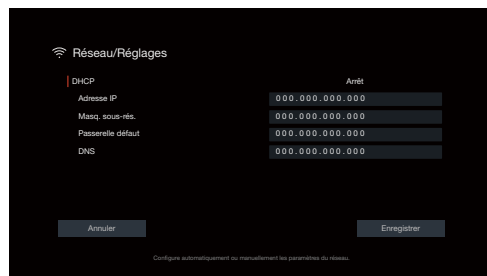 Réseau/Réglages
DHCP Arrêt
Adresse IP 000.000.000.000
Masq. sous-rés. 000.000.000.000
Passerelle défaut 000.000.000.000
DNS 000.000.000.000
Annuler Enregistrer
Configure automatiquement ou manuellement les paramètres du réseau.